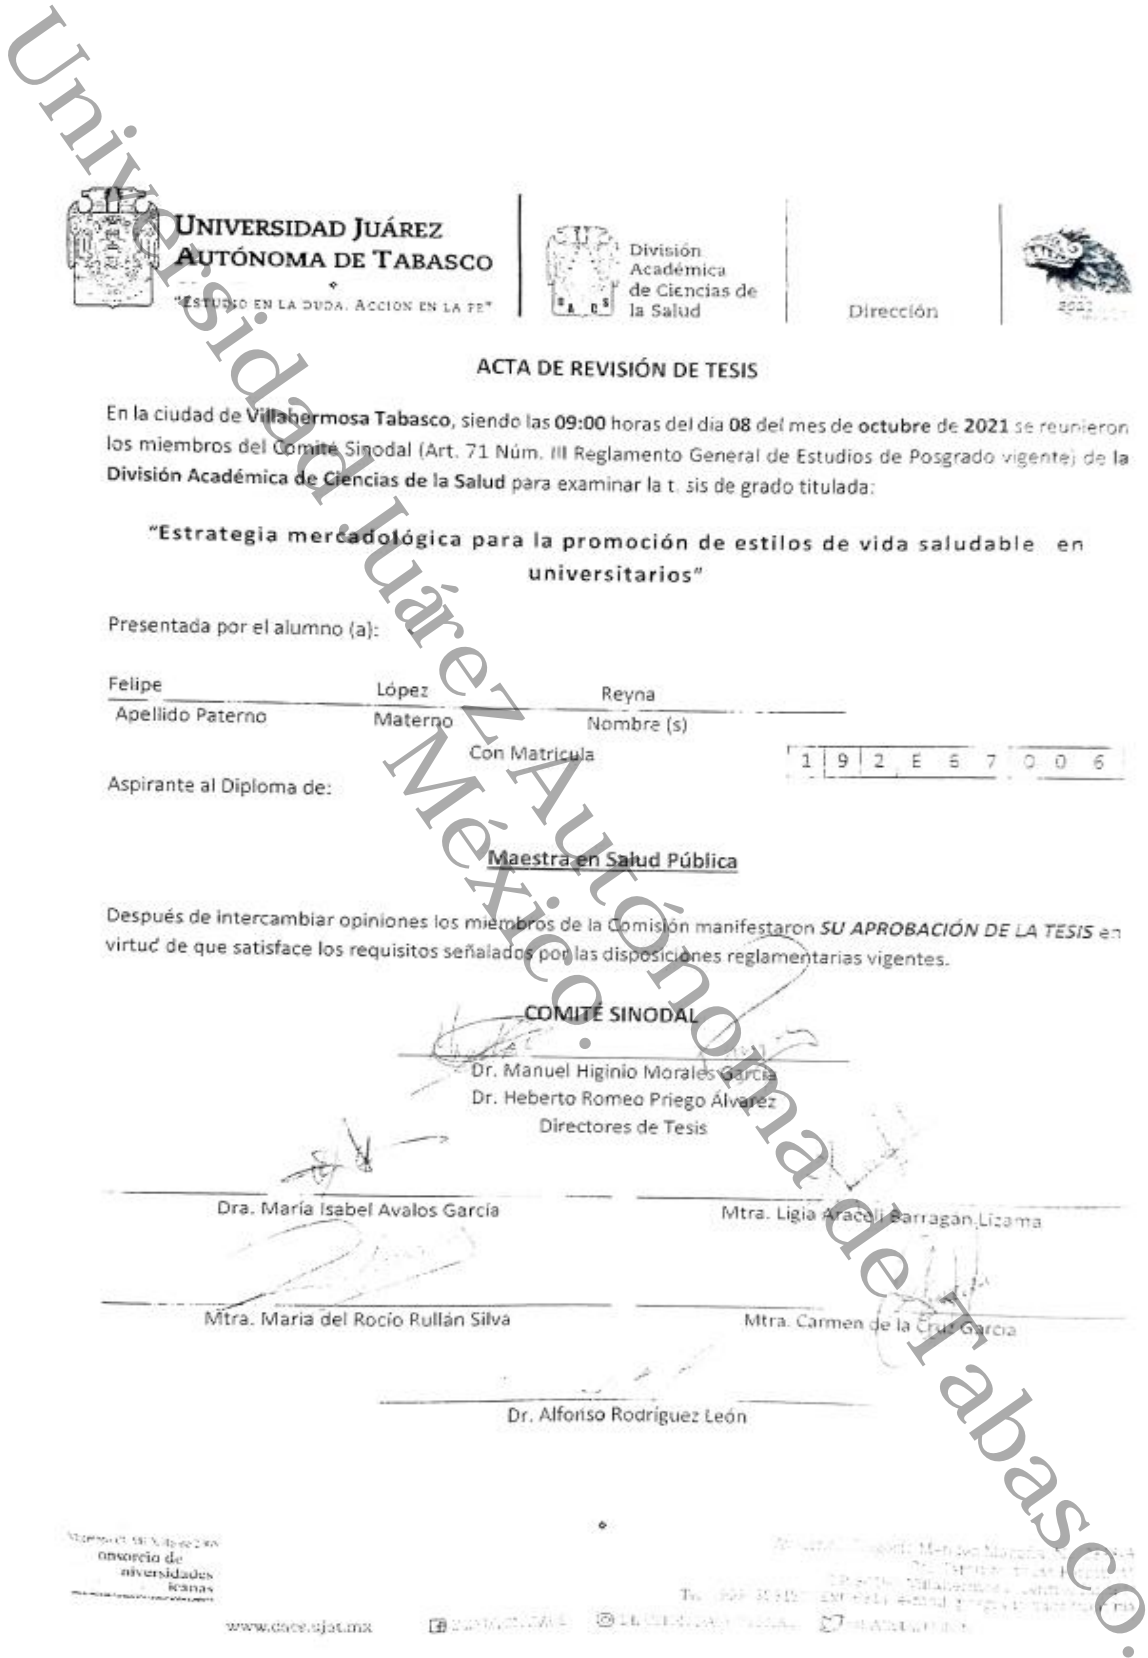 Universidad Juárez Autónoma de Tabasco.
México.
UNIVERSIDAD JUÁREZ
AUTÓNOMA DE TABASCO
"ESTUDIO EN LA DUDA. ACCION EN LA FE"
División
Académica
de Ciencias de
la Salud
Dirección
ACTA DE REVISIÓN DE TESIS
En la ciudad de Villahermosa Tabasco, siendo las 09:00 horas del dia 08 del mes de octubre de 2021 se reunieron
los miembros del Comité Sinodal (Art. 71 Núm. III Reglamento General de Estudios de Posgrado vigente) de la
División Académica de Ciencias de la Salud para examinar la t sis de grado titulada:
"Estrategia mercadológica para la promoción de estilos de vida saludable en
universitarios"
Presentada por el alumno (a):
Felipe López Reyna
Apellido Paterno Materno Nombre (s)
Con Matricula 1 9 2 E 6 7 0 0 6
Aspirante al Diploma de:
Maestra en Salud Pública
Después de intercambiar opiniones los miembros de la Comisión manifestaron SU APROBACIÓN DE LA TESIS en
virtud de que satisface los requisitos señalados por las disposiciones reglamentarias vigentes.
COMITÉ SINODAL
Dr. Manuel Higinio Morales García
Dr. Heberto Romeo Priego Álvarez
Directores de Tesis
Dra. María Isabel Avalos García
Mtra. Ligia Araceli Barragán Lizama
Mtra. Maria del Rocío Rullán Silva
Mtra. Carmen de la Cruz García
Dr. Alfonso Rodríguez León
onsorcio de
niversidades
icanas
www.dacs.ujat.mx